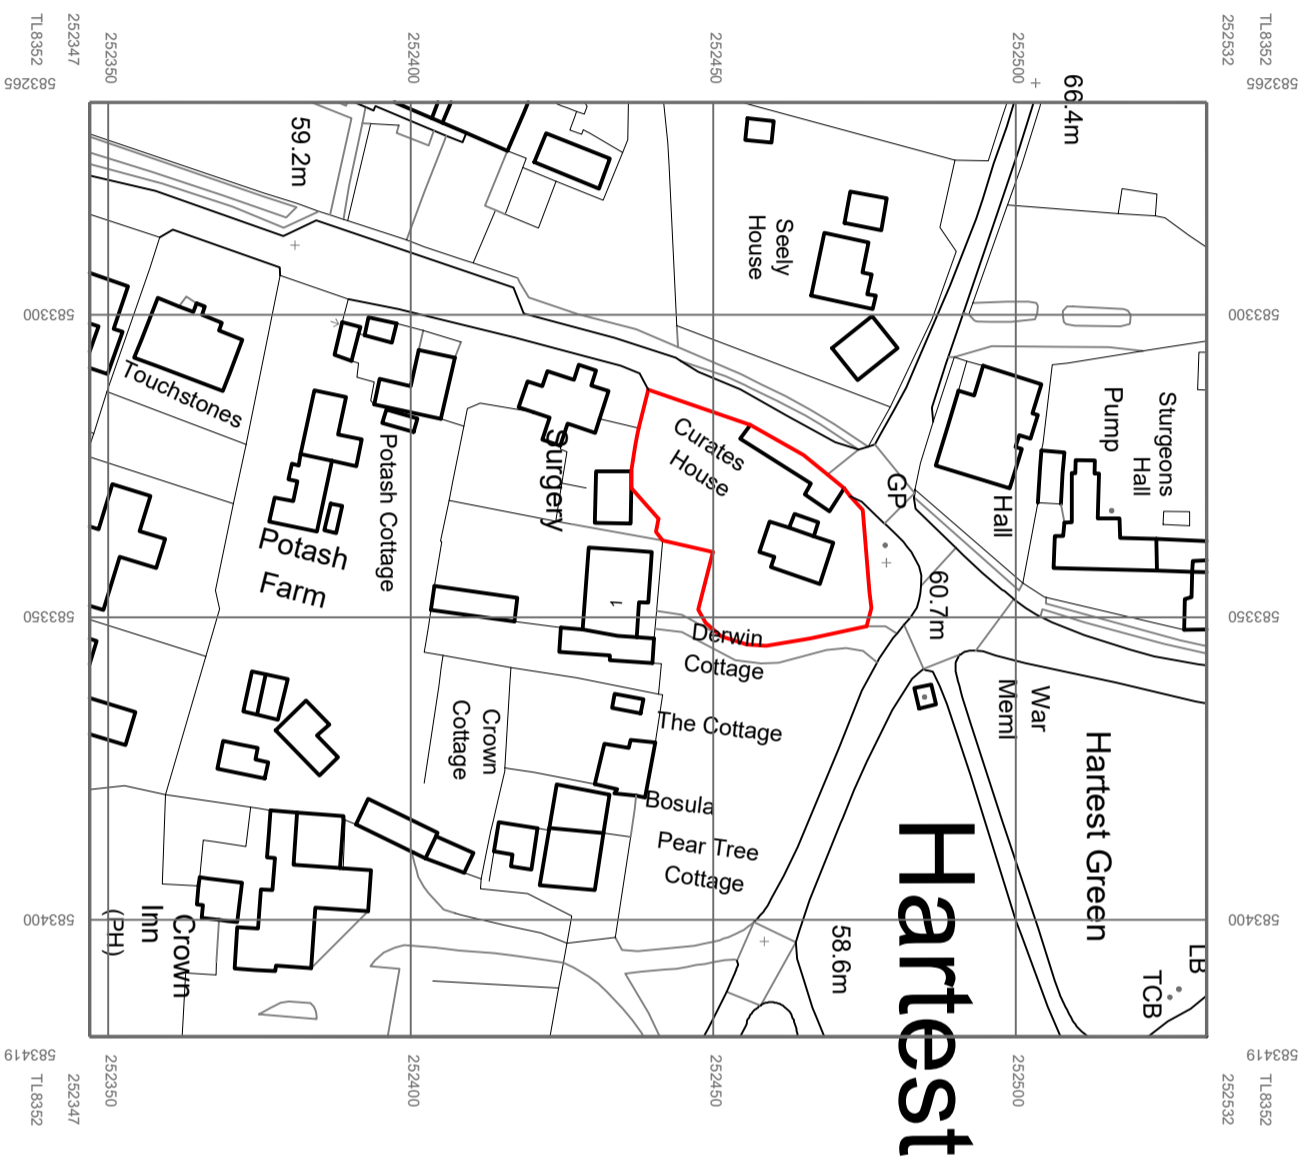 TL8352
252347
583265
252350
252400
252450
252500
252532
TL8352
583265
66.4m
59.2m
Seely
House
583300
583300
Touchstones
Potash Cottage
Surgery
Curates
House
GP
Hall
Pump
Sturgeons
Hall
Potash
Farm
1
60.7m
583350
583350
Derwin
Cottage
The Cottage
War
Meml
Crown
Cottage
Bosula
Pear Tree
Cottage
Hartest Green
Hartest
583400
583400
Crown
Inn
(PH)
58.6m
LB
TCB
583419
TL8352
252347
252350
252400
252450
252500
252532
TL8352
583419